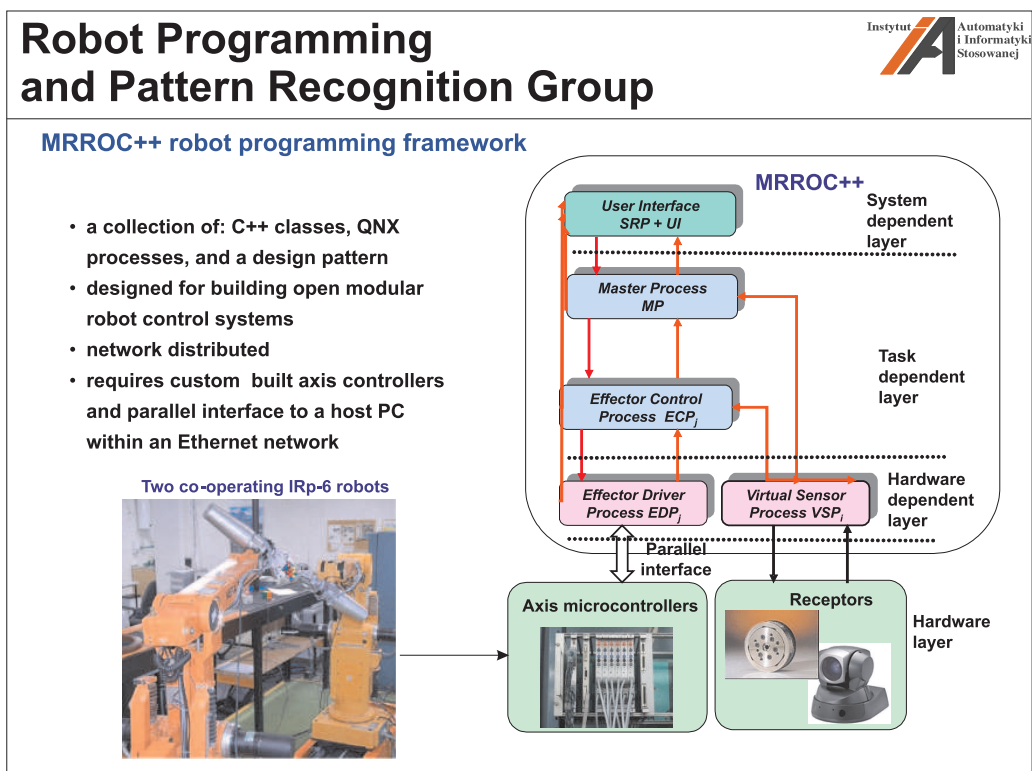 Robot Programming
and Pattern Recognition Group
Instytut Automatyki
i Informatyki
Stosowanej
MRROC++ robot programming framework
• a collection of: C++ classes, QNX
processes, and a design pattern
• designed for building open modular
robot control systems
• network distributed
• requires custom built axis controllers
and parallel interface to a host PC
within an Ethernet network
Two co-operating IRp-6 robots
MRROC++
User Interface
SRP + UI
System
dependent
layer
Master Process
MP
Task
dependent
layer
Effector Control
Process ECPj
Effector Driver
Process EDPj
Virtual Sensor
Process VSPi
Hardware
dependent
layer
Parallel
interface
Axis microcontrollers
Receptors
Hardware
layer